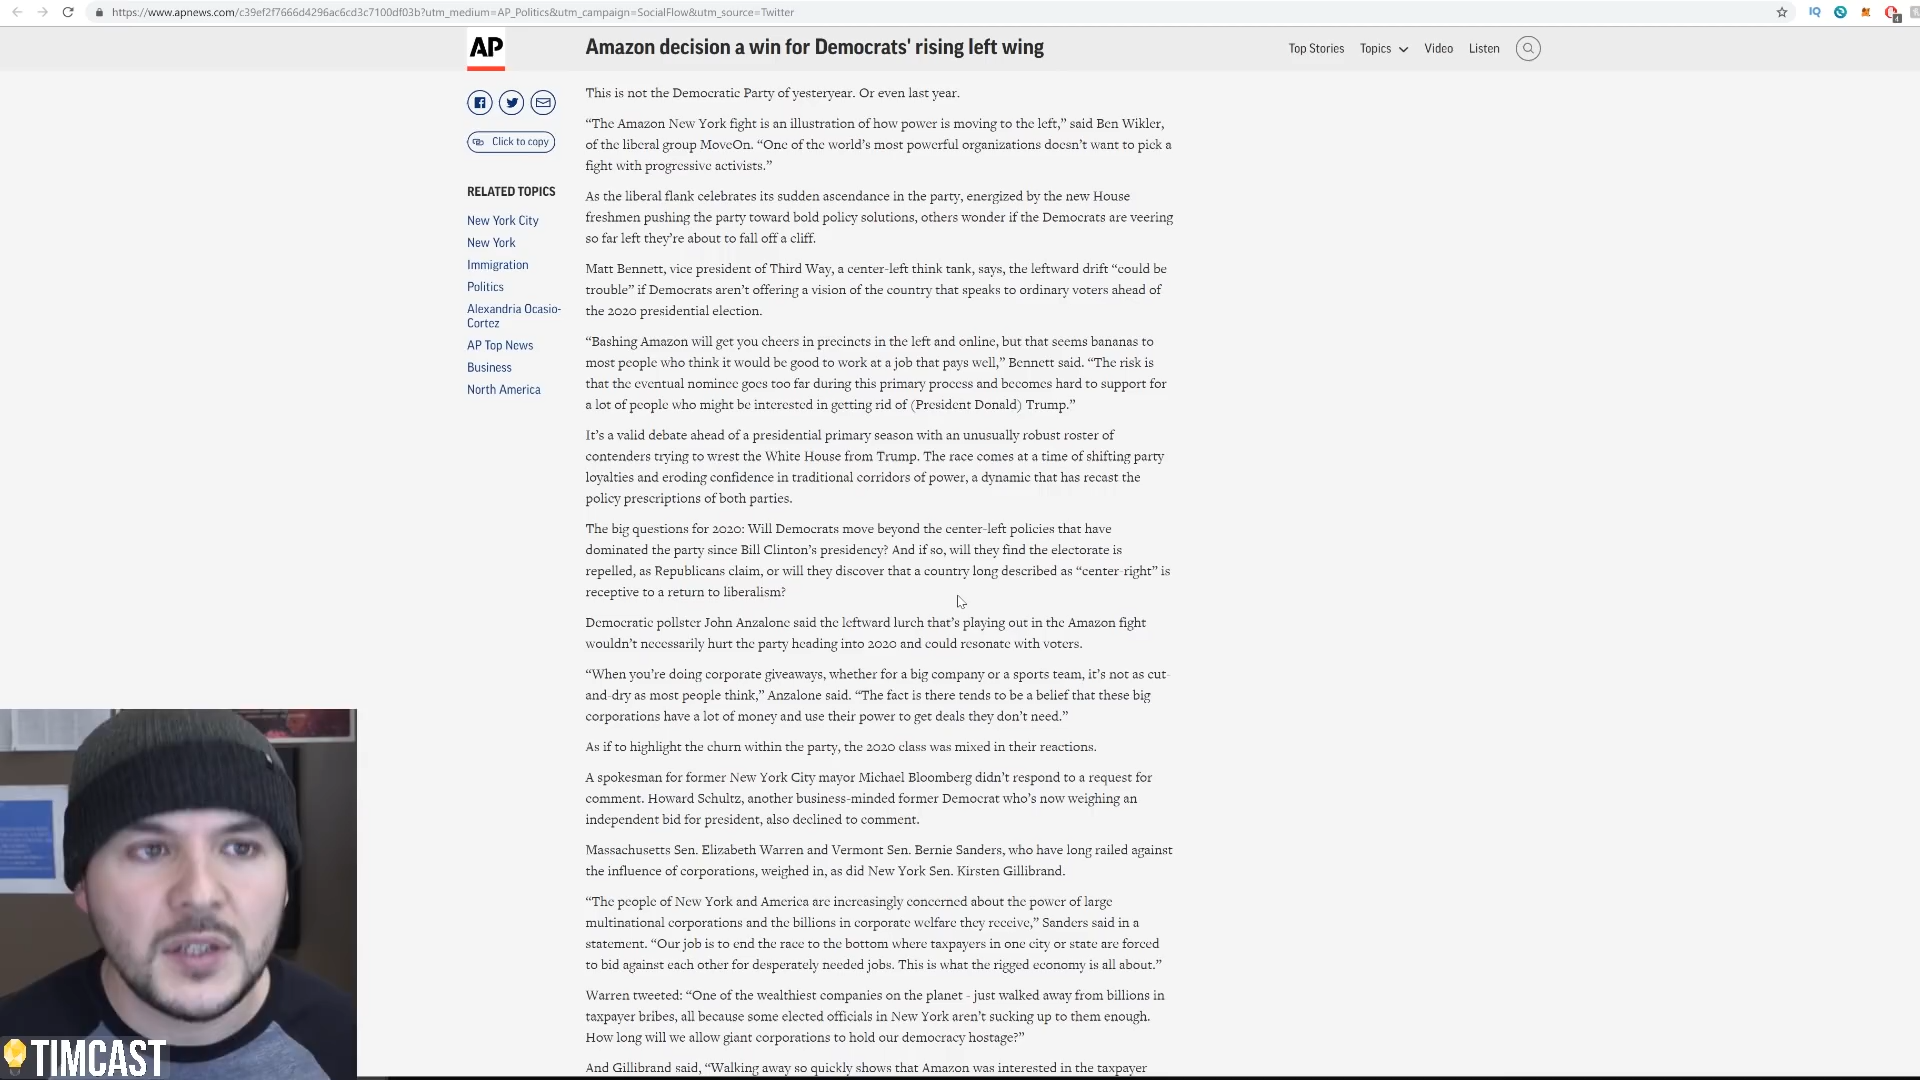 https://www.apnews.com/c39ef2f7666d4296ac6cd3c7100df03b?utm_medium=AP_Politics&utm_campaign=SocialFlow&utm_source=Twitter
AP
Amazon decision a win for Democrats' rising left wing
Top Stories
Topics
Video
Listen
Click to copy
RELATED TOPICS
New York City
New York
Immigration
Politics
Alexandria Ocasio-
Cortez
AP Top News
Business
North America
This is not the Democratic Party of yesteryear. Or even last year.
“The Amazon New York fight is an illustration of how power is moving to the left,” said Ben Wikler,
of the liberal group MoveOn. “One of the world’s most powerful organizations doesn’t want to pick a
fight with progressive activists.”
As the liberal flank celebrates its sudden ascendance in the party, energized by the new House
freshmen pushing the party toward bold policy solutions, others wonder if the Democrats are veering
so far left they’re about to fall off a cliff.
Matt Bennett, vice president of Third Way, a center-left think tank, says, the leftward drift “could be
trouble” if Democrats aren’t offering a vision of the country that speaks to ordinary voters ahead of
the 2020 presidential election.
“Bashing Amazon will get you cheers in precincts in the left and online, but that seems bananas to
most people who think it would be good to work at a job that pays well,” Bennett said. “The risk is
that the eventual nominee goes too far during this primary process and becomes hard to support for
a lot of people who might be interested in getting rid of (President Donald) Trump.”
It’s a valid debate ahead of a presidential primary season with an unusually robust roster of
contenders trying to wrest the White House from Trump. The race comes at a time of shifting party
loyalties and eroding confidence in traditional corridors of power, a dynamic that has recast the
policy prescriptions of both parties.
The big questions for 2020: Will Democrats move beyond the center-left policies that have
dominated the party since Bill Clinton’s presidency? And if so, will they find the electorate is
repelled, as Republicans claim, or will they discover that a country long described as “center-right” is
receptive to a return to liberalism?
Democratic pollster John Anzalone said the leftward lurch that’s playing out in the Amazon fight
wouldn’t necessarily hurt the party heading into 2020 and could resonate with voters.
“When you’re doing corporate giveaways, whether for a big company or a sports team, it’s not as cut-
and-dry as most people think,” Anzalone said. “The fact is there tends to be a belief that these big
corporations have a lot of money and use their power to get deals they don’t need.”
As if to highlight the churn within the party, the 2020 class was mixed in their reactions.
A spokesman for former New York City mayor Michael Bloomberg didn’t respond to a request for
comment. Howard Schultz, another business-minded former Democrat who’s now weighing an
independent bid for president, also declined to comment.
Massachusetts Sen. Elizabeth Warren and Vermont Sen. Bernie Sanders, who have long railed against
the influence of corporations, weighed in, as did New York Sen. Kirsten Gillibrand.
“The people of New York and America are increasingly concerned about the power of large
multinational corporations and the billions in corporate welfare they receive,” Sanders said in a
statement. “Our job is to end the race to the bottom where taxpayers in one city or state are forced
to bid against each other for desperately needed jobs. This is what the rigged economy is all about.”
Warren tweeted: “One of the wealthiest companies on the planet - just walked away from billions in
taxpayer bribes, all because some elected officials in New York aren’t sucking up to them enough.
How long will we allow giant corporations to hold our democracy hostage?”
And Gillibrand said, “Walking away so quickly shows that Amazon was interested in the taxpayer
TIMCAST